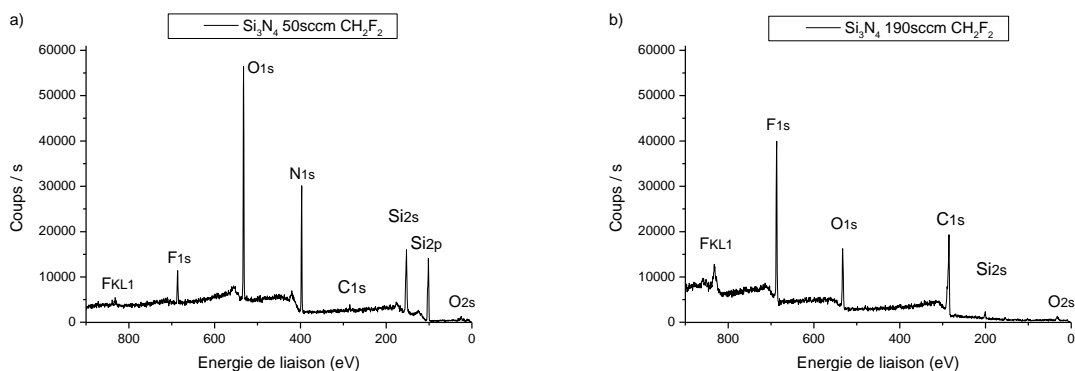 a)
Si₃N₄ 50sccm CH₂F₂
60000
50000
40000
30000
20000
10000
0
Coups / s
O1s
N1s
Si2s
Si2p
F1s
FKL1
C1s
O2s
800 600 400 200 0
Energie de liaison (eV)
b)
Si₃N₄ 190sccm CH₂F₂
60000
50000
40000
30000
20000
10000
0
Coups / s
F1s
O1s
C1s
FKL1
Si2s
O2s
800 600 400 200 0
Energie de liaison (eV)